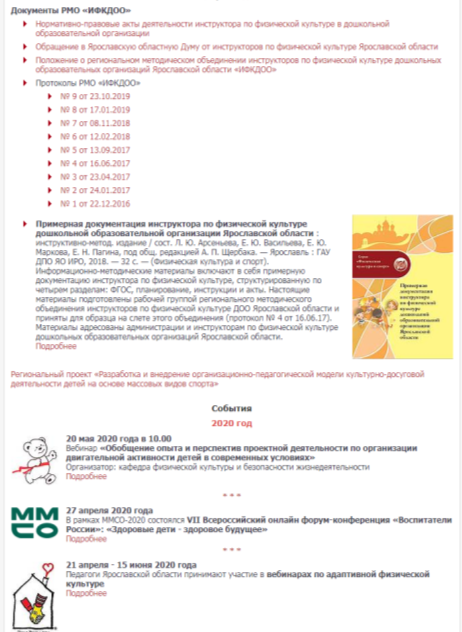 Документы РМО «ИФКДОО»
Нормативно-правовые акты деятельности инструктора по физической культуре в дошкольной
образовательной организации
Обращение в Ярославскую областную Думу от инструкторов по физической культуре Ярославской области
Положение о региональном методическом объединении инструкторов по физической культуре дошкольных
образовательных организаций Ярославской области «ИФКДОО»
Протоколы РМО «ИФКДОО»
№ 9 от 23.10.2019
№ 8 от 17.01.2019
№ 7 от 08.11.2018
№ 6 от 12.02.2018
№ 5 от 13.09.2017
№ 4 от 16.06.2017
№ 3 от 23.04.2017
№ 2 от 24.01.2017
№ 1 от 22.12.2016
Примерная документация инструктора по физической культуре
дошкольной образовательной организации Ярославской области :
инструктивно-метод. издание / сост. Л. Ю. Арсеньева, Е. Ю. Васильева, Е. Ю.
Маркова, Е. Н. Пагина, под общ. редакцией А. П. Щербака. — Ярославль : ГАУ
ДПО ЯО ИРО, 2018. — 32 с. — (Физическая культура и спорт).
Информационно-методические материалы включают в себя примерную
документацию инструктора по физической культуре, структурированную по
четырем разделам: ФГОС, планирование, инструкции и акты. Настоящие
материалы подготовлены рабочей группой регионального методического
объединения инструкторов по физической культуре ДОО Ярославской области и
приняты для образца на слете этого объединения (протокол № 4 от 16.06.17).
Материалы адресованы администрации и инструкторам по физической культуре
дошкольных образовательных организаций Ярославской области.
Подробнее
Примерная
документация
инструктора
по физической
культуре
дошкольной
образовательной
организации
Ярославской
области
Региональный проект «Разработка и внедрение организационно-педагогической модели культурно-досуговой
деятельности детей на основе массовых видов спорта»
События
2020 год
20 мая 2020 года в 10.00
Вебинар «Обобщение опыта и перспектив проектной деятельности по организации
двигательной активности детей в современных условиях»
Организатор: кафедра физической культуры и безопасности жизнедеятельности
Подробнее
* * *
ММ
СО
27 апреля 2020 года
В рамках ММСО-2020 состоялся VII Всероссийский онлайн форум-конференция «Воспитатели
России»: «Здоровые дети - здоровое будущее»
Подробнее
* * *
21 апреля - 15 июня 2020 года
Педагоги Ярославской области принимают участие в вебинарах по адаптивной физической
культуре
Подробнее